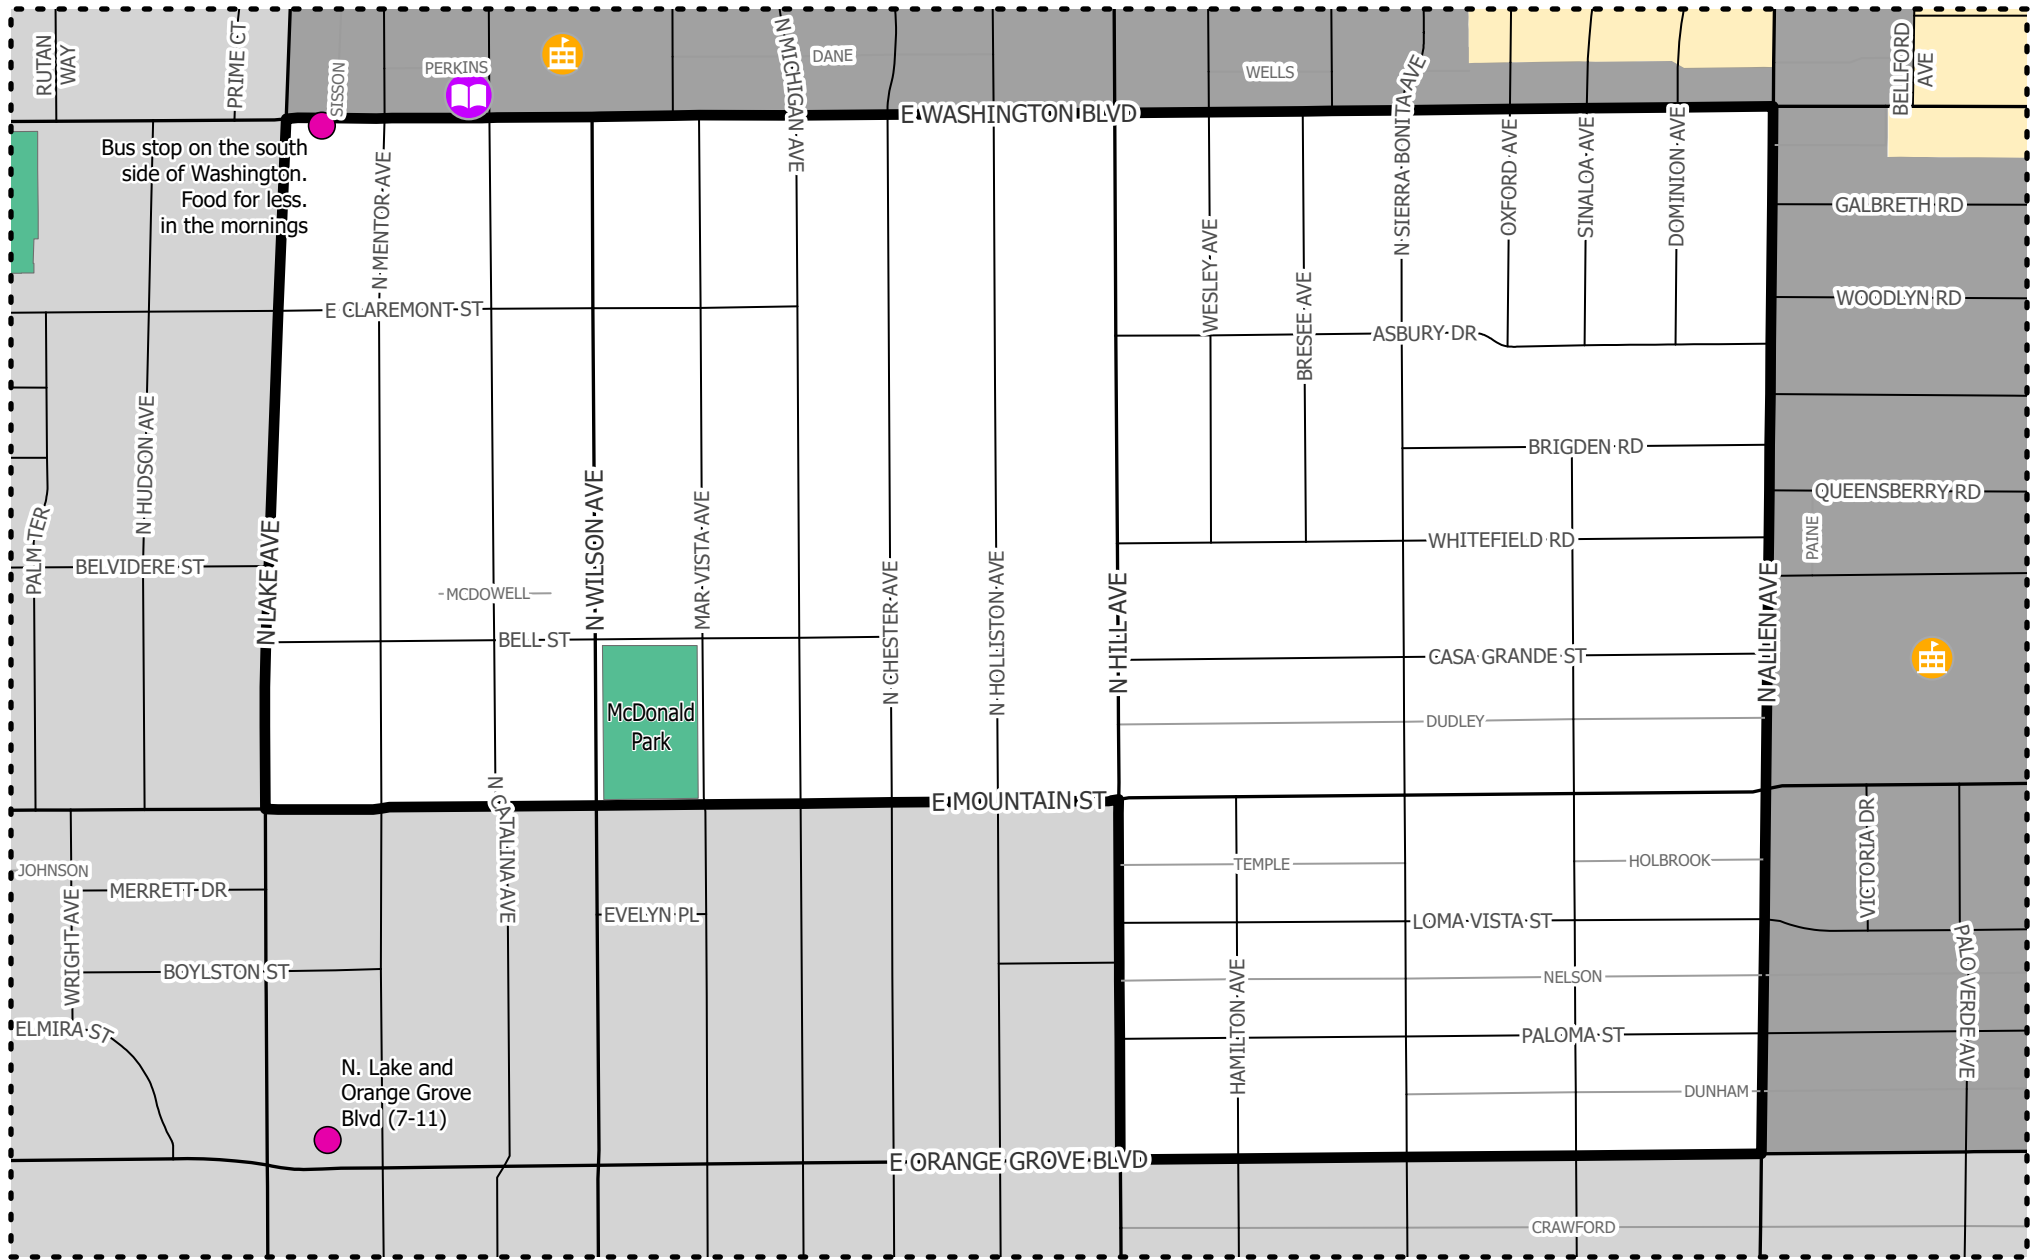 RUTAN
WAY
PRIME CT
SISSON
PERKINS
N MICHIGAN AVE
DANE
WELLS
N SIERRA BONITA AVE
BELLFORD
AVE
E WASHINGTON BLVD
Bus stop on the south
side of Washington.
Food for less.
in the mornings
N MENTOR AVE
OXFORD AVE
SINALOA AVE
DOMINION AVE
GALBRETH RD
WESLEY AVE
BRESEE AVE
WOODLYN RD
E CLAREMONT ST
ASBURY DR
N HUDSON AVE
BRIGDEN RD
QUEENSBERRY RD
PALM TER
N LAKE AVE
N WILSON AVE
MAR VISTA AVE
WHITEFIELD RD
PAINE
BELVIDERE ST
MCDOWELL
N CHESTER AVE
N HOLLISTON AVE
N HILL AVE
N ALLEN AVE
BELL ST
CASA GRANDE ST
McDonald
Park
DUDLEY
E MOUNTAIN ST
N CATALINA AVE
JOHNSON
TEMPLE
HOLBROOK
VICTORIA DR
MERRETT DR
WRIGHT AVE
EVELYN PL
LOMA VISTA ST
BOYLSTON ST
HAMILTON AVE
NELSON
PALO VERDE AVE
ELMIRA ST
PALOMA ST
N. Lake and
Orange Grove
Blvd (7-11)
DUNHAM
E ORANGE GROVE BLVD
CRAWFORD